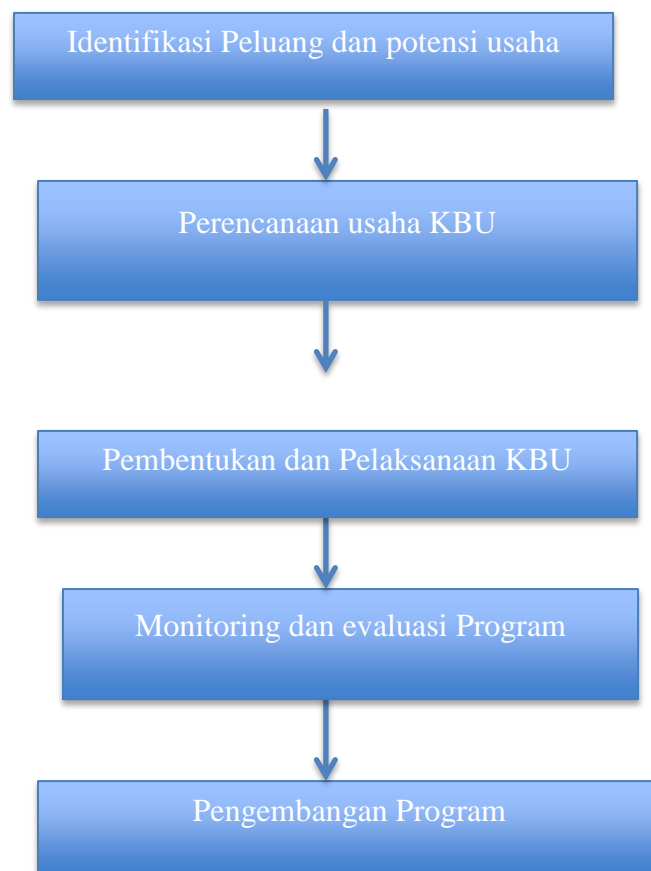 Identifikasi Peluang dan potensi usaha
Perencanaan usaha KBU
Pembentukan dan Pelaksanaan KBU
Monitoring dan evaluasi Program
Pengembangan Program